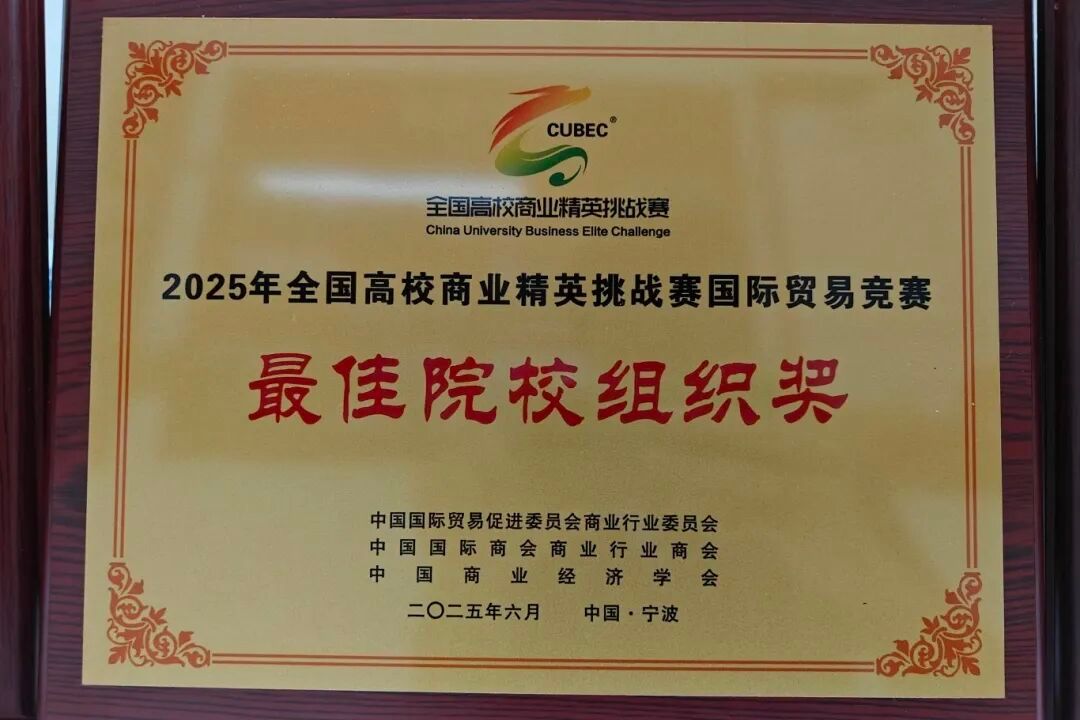 CUBEC®
全国高校商业精英挑战赛
China University Business Elite Challenge
2025年全国高校商业精英挑战赛国际贸易竞赛
最佳院校组织奖
中国国际贸易促进委员会商业行业委员会
中国国际商会商业行业商会
中国商业经济学会
二〇二五年六月 中国·宁波